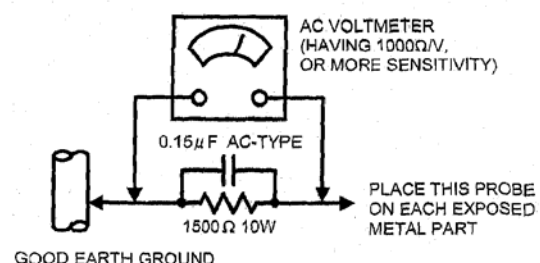 AC VOLTMETER
(HAVING 1000Ω/V,
OR MORE SENSITIVITY)
0.15μF AC-TYPE
1500Ω 10W
PLACE THIS PROBE
ON EACH EXPOSED
METAL PART
GOOD EARTH GROUND